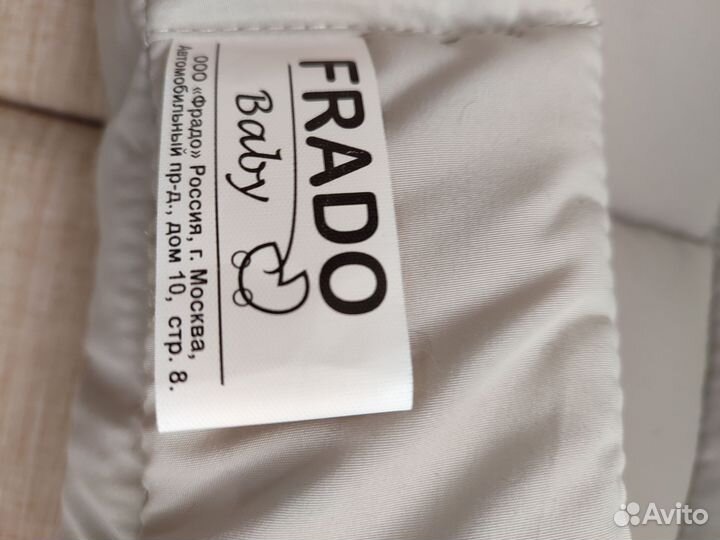 FRADO
Baby
ООО «Фрадо» Россия, г. Москва,
Автомобильный пр-д., дом 10, стр. 8.
Avito